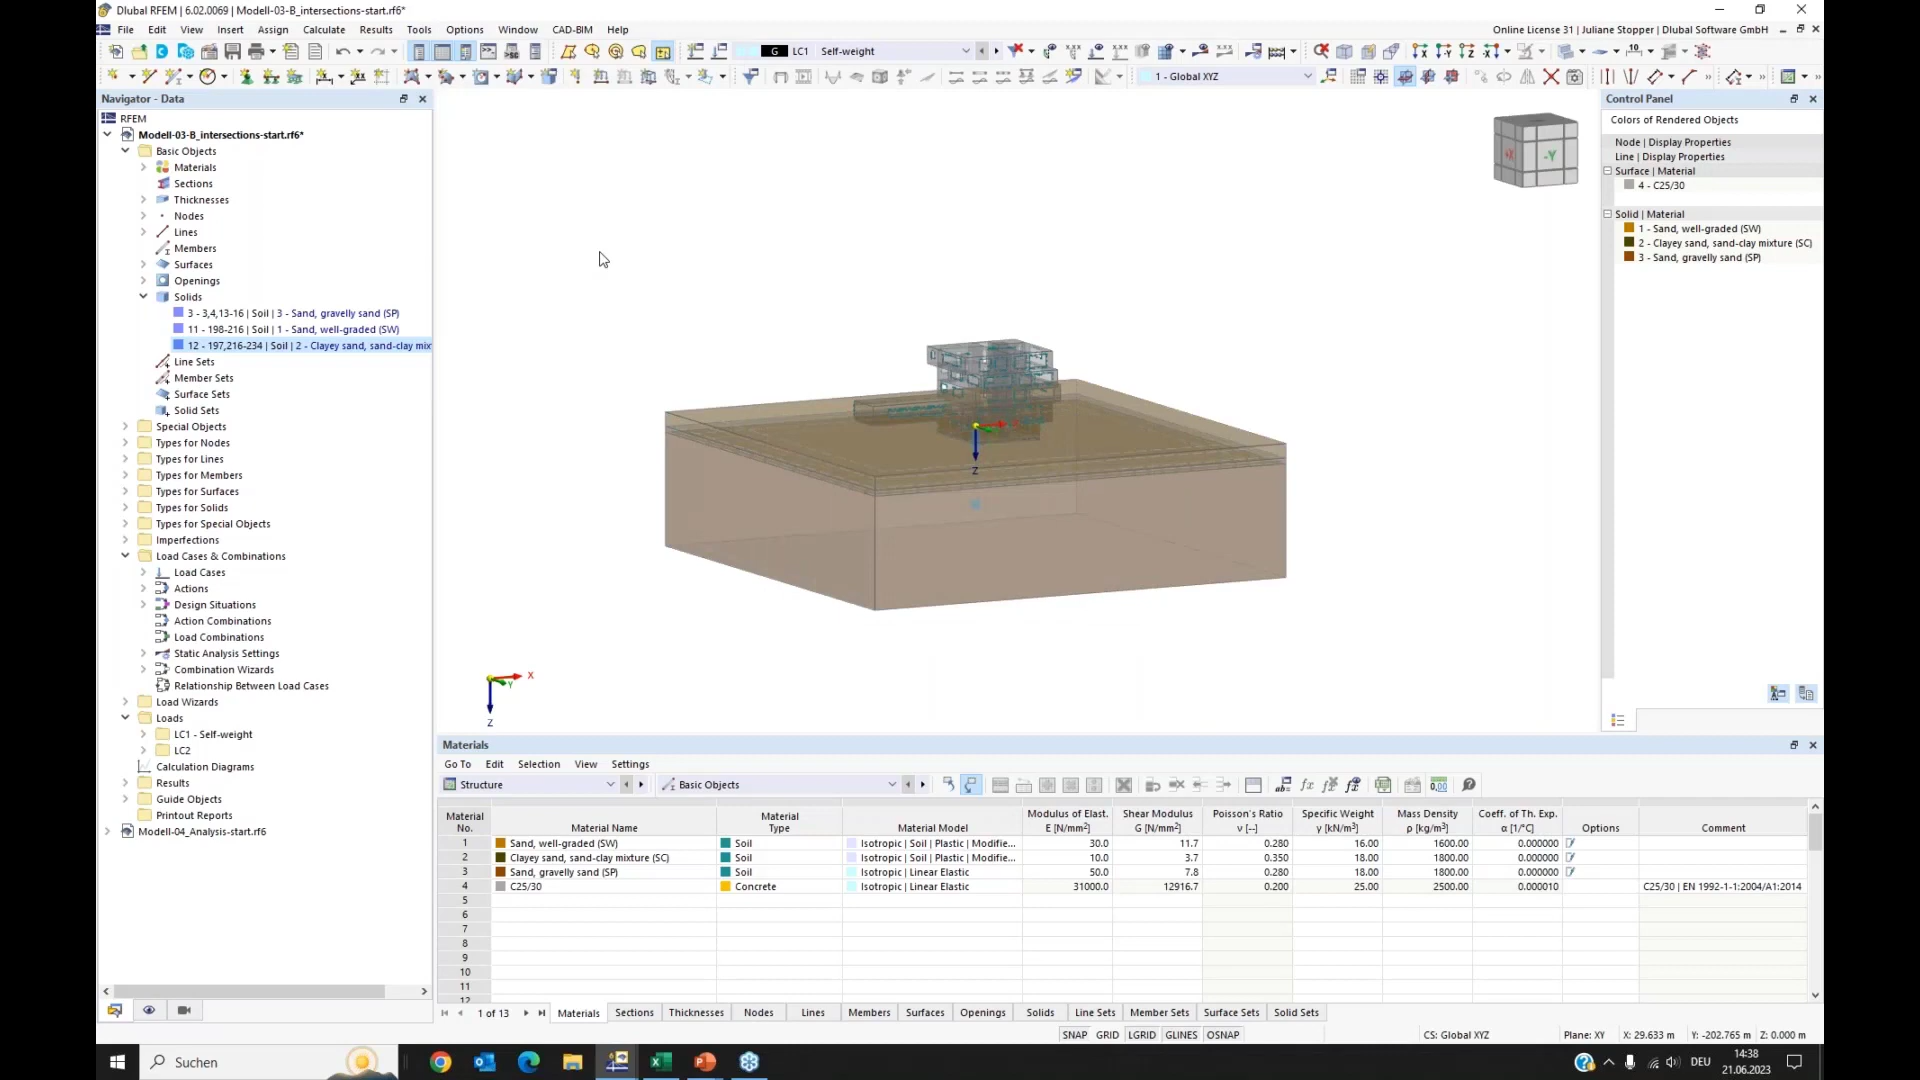 Dlubal RFEM | 6.02.0069 | Modell-03-B_intersections-start.rf6*
File Edit View Insert Assign Calculate Results Tools Options Window CAD-BIM Help
Online License 31 | Juliane Stopper | Dlubal Software GmbH
G LC1 Self-weight
1 - Global XYZ
Navigator - Data
RFEM
Modell-03-B_intersections-start.rf6*
Basic Objects
Materials
Sections
Thicknesses
Nodes
Lines
Members
Surfaces
Openings
Solids
3 - 3,4,13-16 | Soil | 3 - Sand, gravelly sand (SP)
11 - 198-216 | Soil | 1 - Sand, well-graded (SW)
12 - 197,216-234 | Soil | 2 - Clayey sand, sand-clay mix
Line Sets
Member Sets
Surface Sets
Solid Sets
Special Objects
Types for Nodes
Types for Lines
Types for Members
Types for Surfaces
Types for Solids
Types for Special Objects
Imperfections
Load Cases & Combinations
Load Cases
Actions
Design Situations
Action Combinations
Load Combinations
Static Analysis Settings
Combination Wizards
Relationship Between Load Cases
Load Wizards
Loads
LC1 - Self-weight
LC2
Calculation Diagrams
Results
Guide Objects
Printout Reports
Modell-04_Analysis-start.rf6
+X -Y
Z
X
Y
Z
Control Panel
Colors of Rendered Objects
Node | Display Properties
Line | Display Properties
Surface | Material
4 - C25/30
Solid | Material
1 - Sand, well-graded (SW)
2 - Clayey sand, sand-clay mixture (SC)
3 - Sand, gravelly sand (SP)
Materials
Go To Edit Selection View Settings
Structure Basic Objects
Material No. Material Name Material Type Material Model Modulus of Elast. E [N/mm²] Shear Modulus G [N/mm²] Poisson's Ratio ν [--] Specific Weight γ [kN/m³] Mass Density ρ [kg/m³] Coeff. of Th. Exp. α [1/°C] Options Comment
1 Sand, well-graded (SW) Soil Isotropic | Soil | Plastic | Modifie... 30.0 11.7 0.280 16.00 1600.00 0.000000
2 Clayey sand, sand-clay mixture (SC) Soil Isotropic | Soil | Plastic | Modifie... 10.0 3.7 0.350 18.00 1800.00 0.000000
3 Sand, gravelly sand (SP) Soil Isotropic | Linear Elastic 50.0 7.8 0.280 18.00 1800.00 0.000000
4 C25/30 Concrete Isotropic | Linear Elastic 31000.0 12916.7 0.200 25.00 2500.00 0.000010 C25/30 | EN 1992-1-1:2004/A1:2014
5
6
7
8
9
10
11
12
1 of 13 Materials Sections Thicknesses Nodes Lines Members Surfaces Openings Solids Line Sets Member Sets Surface Sets Solid Sets
SNAP GRID LGRID GLINES OSNAP CS: Global XYZ Plane: XY X: 29.633 m Y: -202.765 m Z: 0.000 m
Suchen
DEU
14:38
21.06.2023